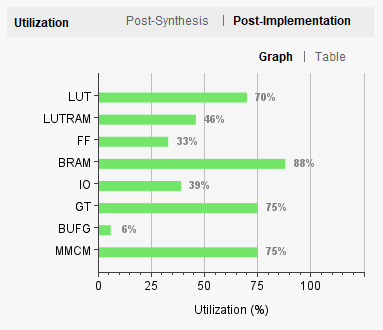 Utilization Post-Synthesis | Post-Implementation
Graph | Table
LUT 70%
LUTRAM 46%
FF 33%
BRAM 88%
IO 39%
GT 75%
BUFG 6%
MMCM 75%
0 25 50 75 100
Utilization (%)